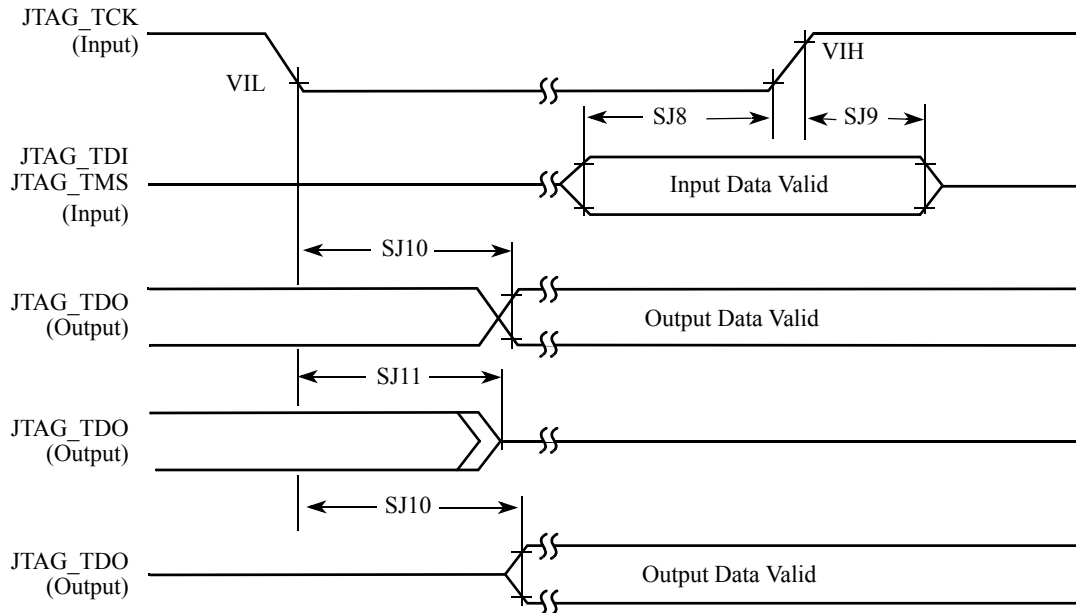 JTAG_TCK
(Input)
VIL
VIH
SJ8
SJ9
JTAG_TDI
JTAG_TMS
(Input)
Input Data Valid
SJ10
JTAG_TDO
(Output)
Output Data Valid
SJ11
JTAG_TDO
(Output)
SJ10
JTAG_TDO
(Output)
Output Data Valid